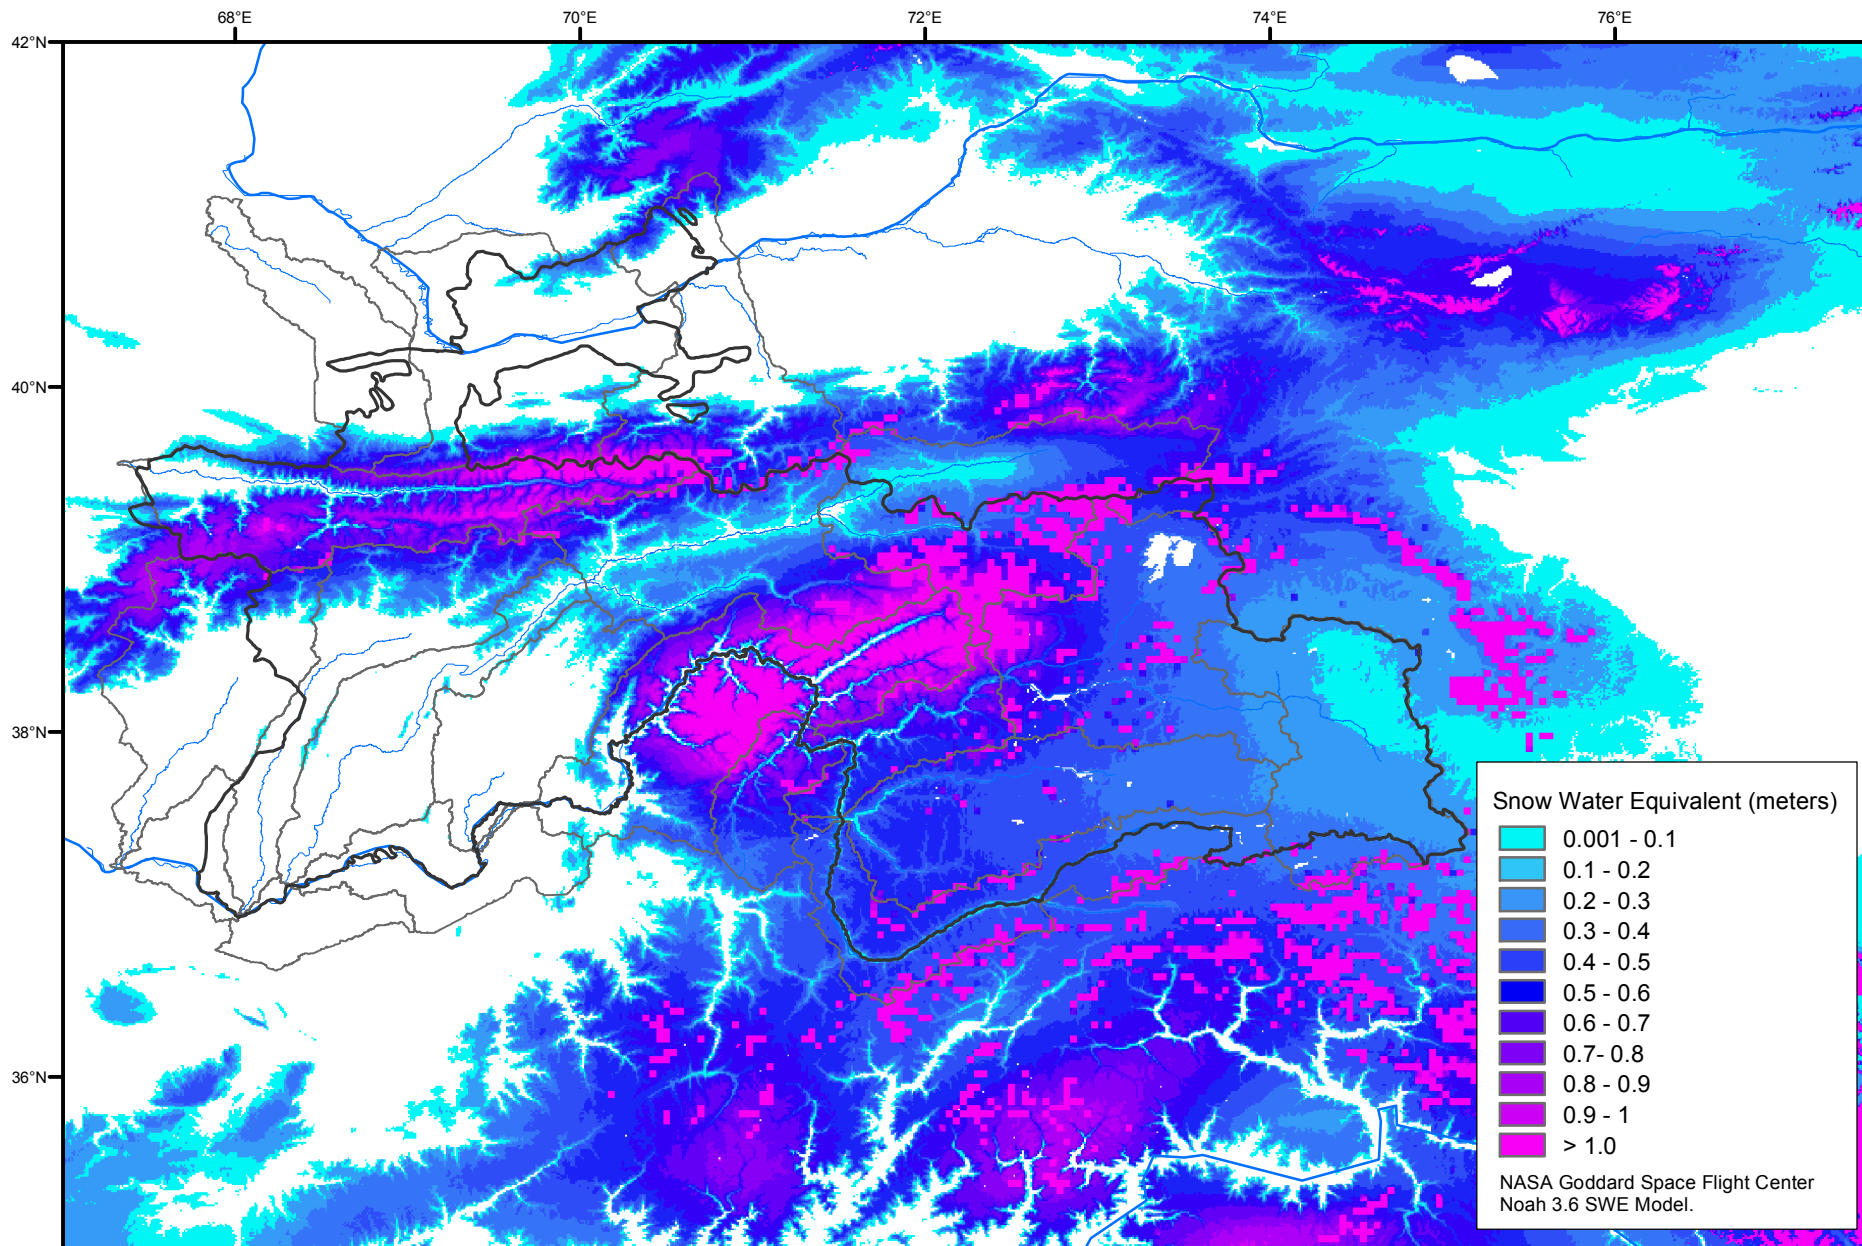 68°E
70°E
72°E
74°E
76°E
42°N
40°N
38°N
36°N
Snow Water Equivalent (meters)
0.001 - 0.1
0.1 - 0.2
0.2 - 0.3
0.3 - 0.4
0.4 - 0.5
0.5 - 0.6
0.6 - 0.7
0.7- 0.8
0.8 - 0.9
0.9 - 1
> 1.0
NASA Goddard Space Flight Center
Noah 3.6 SWE Model.